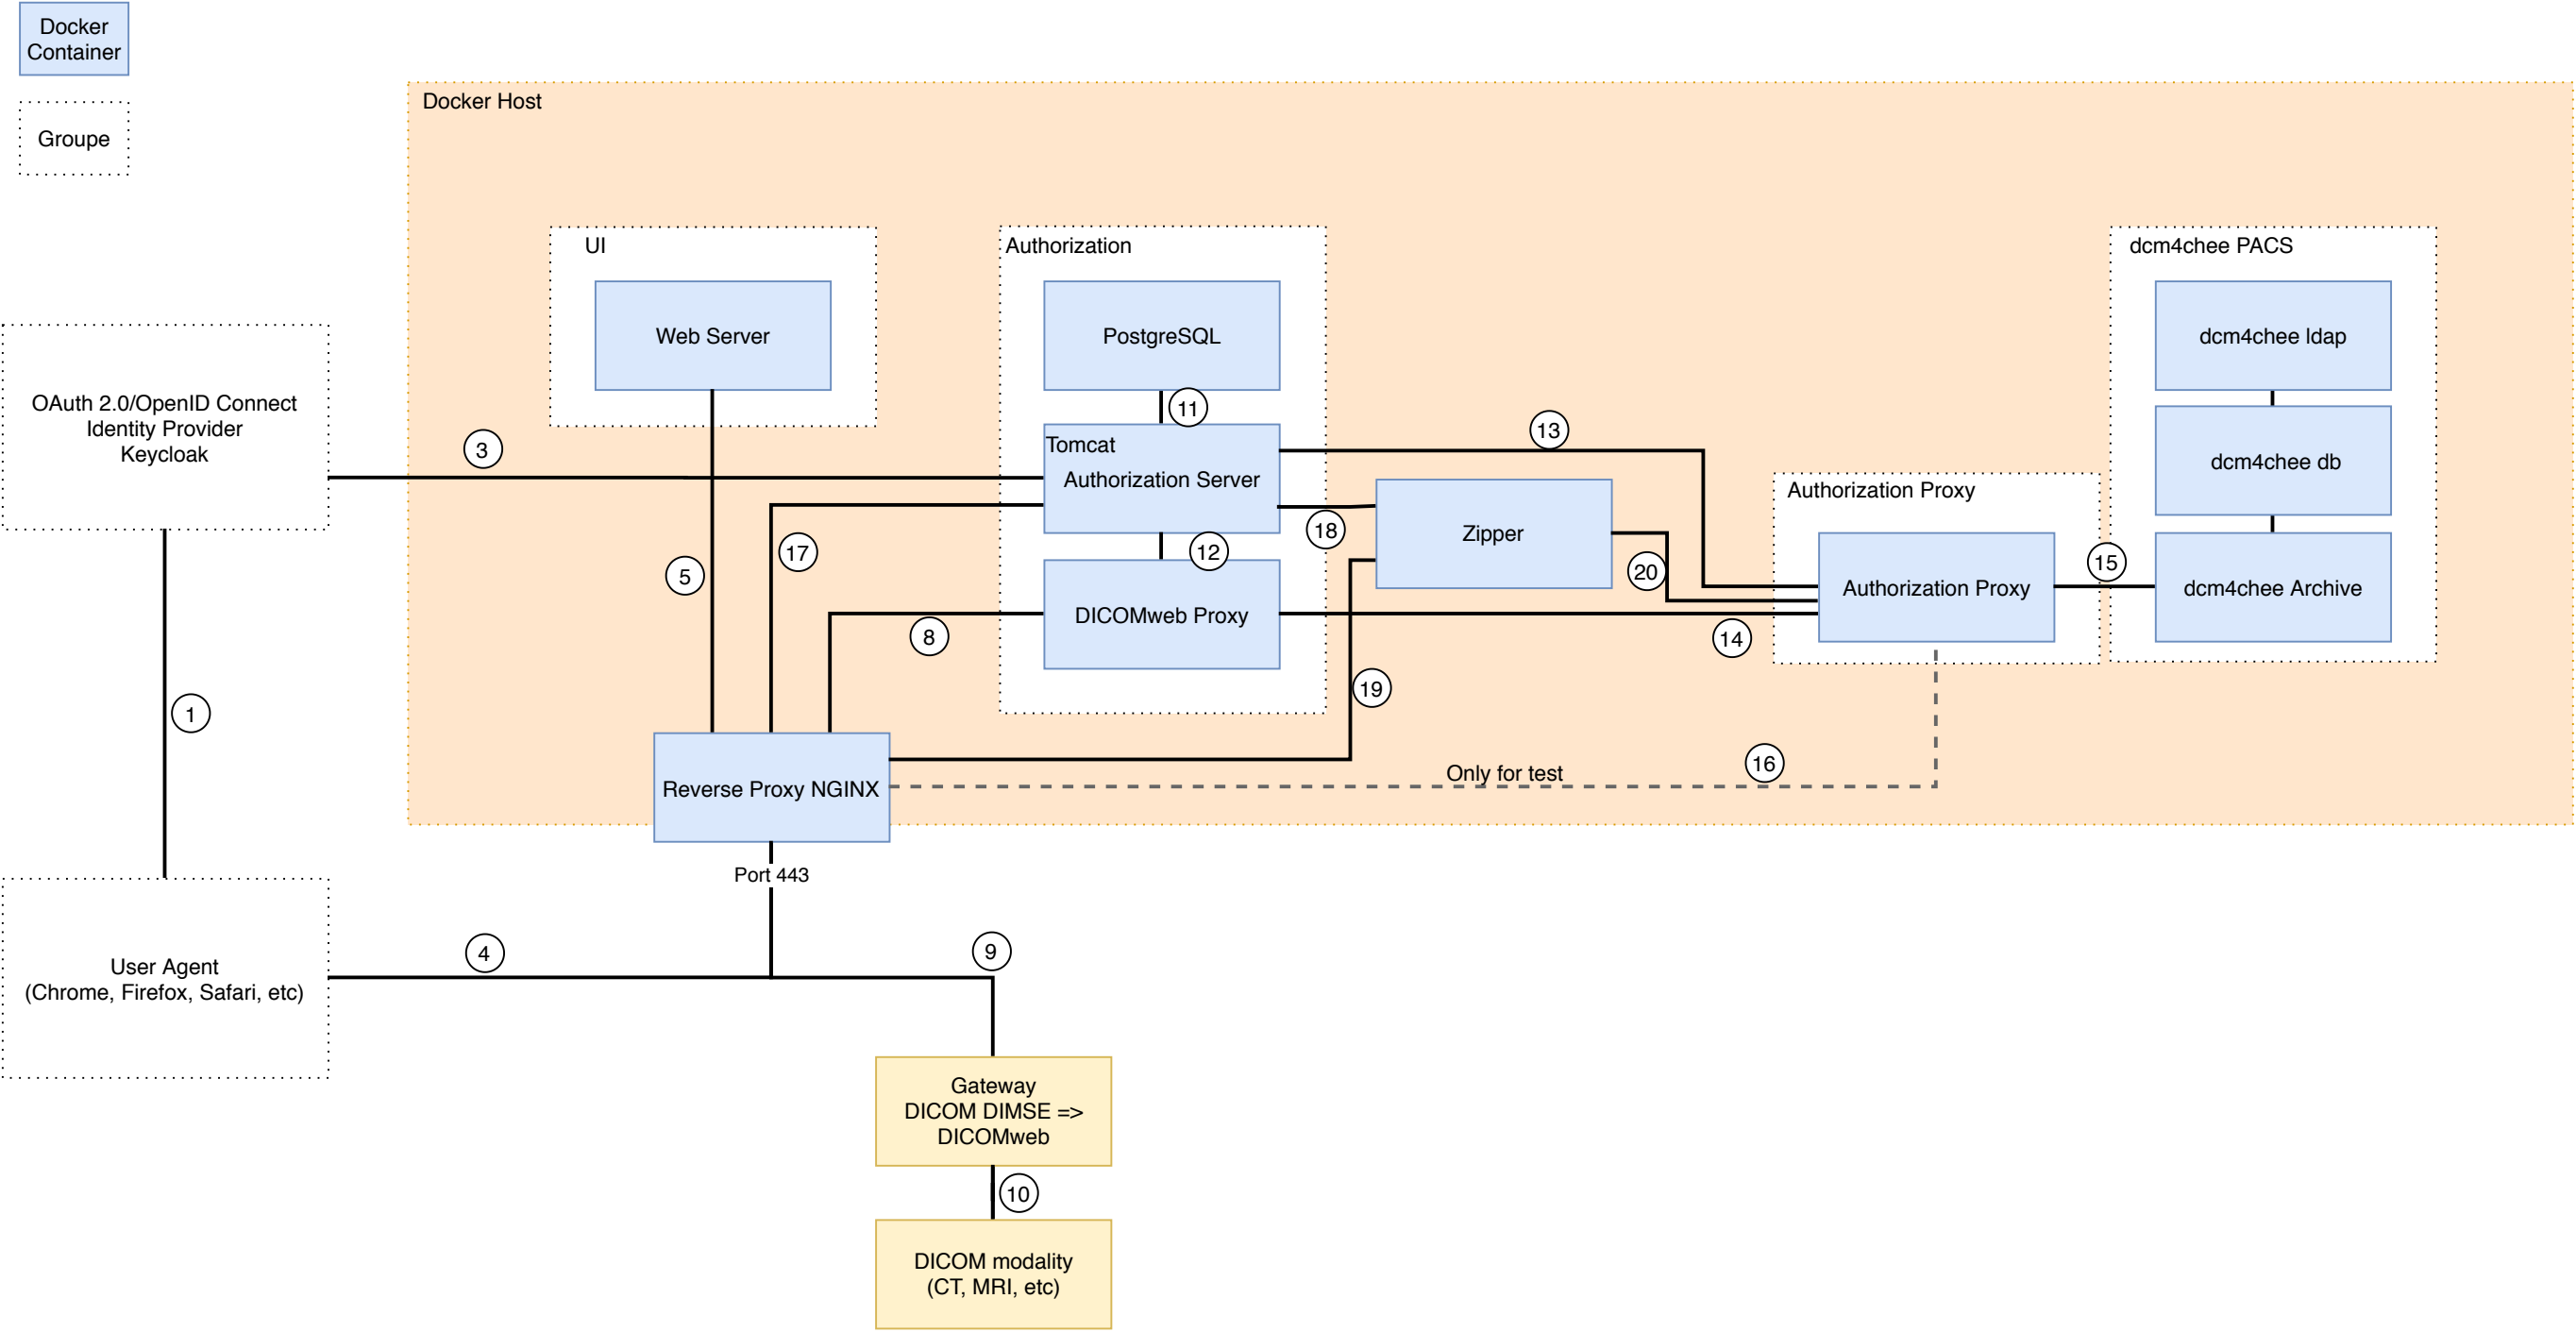 Docker
Container
Groupe
Docker Host
UI
Web Server
Authorization
PostgreSQL
11
Tomcat
Authorization Server
12
DICOMweb Proxy
dcm4chee PACS
dcm4chee ldap
dcm4chee db
dcm4chee Archive
OAuth 2.0/OpenID Connect
Identity Provider
Keycloak
3
13
Zipper
18
Authorization Proxy
Authorization Proxy
15
17
5
20
8
14
19
1
Reverse Proxy NGINX
Only for test
16
Port 443
User Agent
(Chrome, Firefox, Safari, etc)
4
9
Gateway
DICOM DIMSE =>
DICOMweb
10
DICOM modality
(CT, MRI, etc)